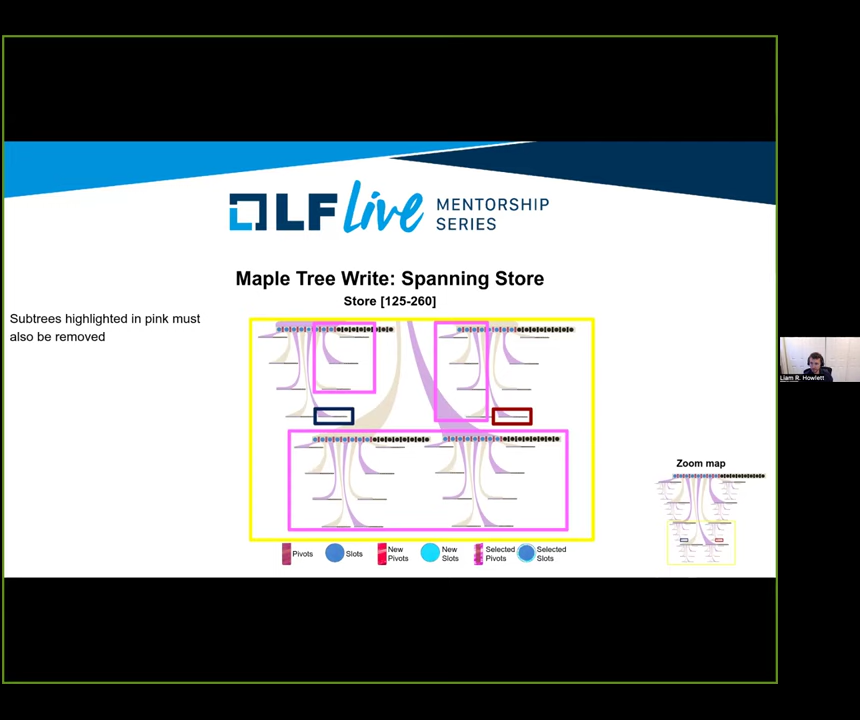 LF Live MENTORSHIP SERIES
Maple Tree Write: Spanning Store
Store [125-260]
Subtrees highlighted in pink must
also be removed
Zoom map
Pivots
Slots
New Pivots
New Slots
Selected Pivots
Selected Slots
Liam R. Howlett